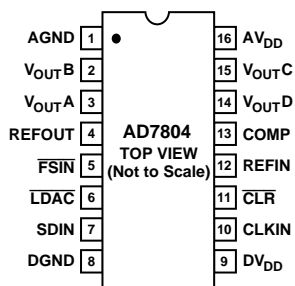 AGND 1 16 AVDD
VOUTB 2 15 VOUTC
VOUTA 3 14 VOUTD
REFOUT 4 AD7804 13 COMP
FSIN 5 TOP VIEW 12 REFIN
(Not to Scale)
LDAC 6 11 CLR
SDIN 7 10 CLKIN
DGND 8 9 DVDD